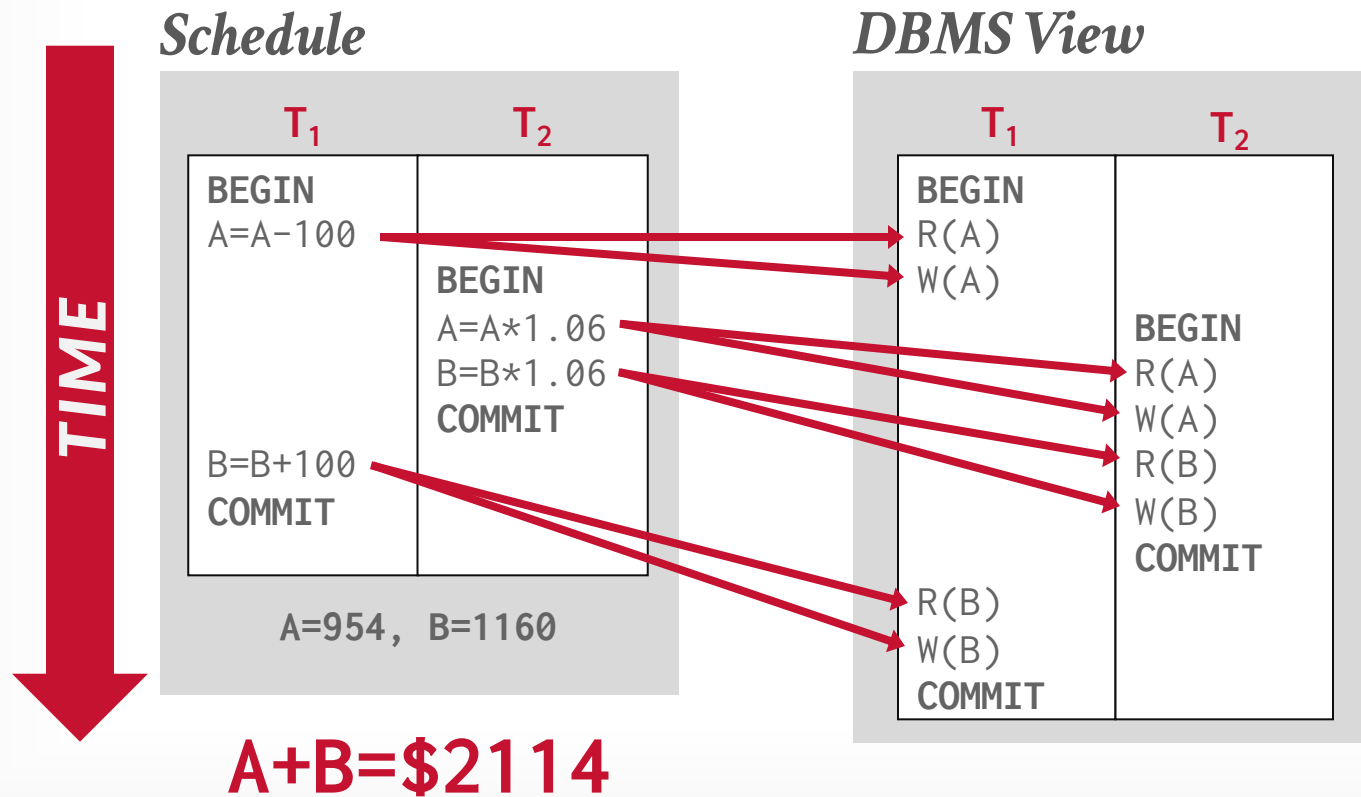 Schedule
T₁ T₂
BEGIN
A=A-100
BEGIN
A=A*1.06
B=B*1.06
COMMIT
B=B+100
COMMIT
A=954, B=1160
TIME
A+B=$2114
DBMS View
T₁ T₂
BEGIN
R(A)
W(A)
BEGIN
R(A)
W(A)
R(B)
W(B)
COMMIT
R(B)
W(B)
COMMIT